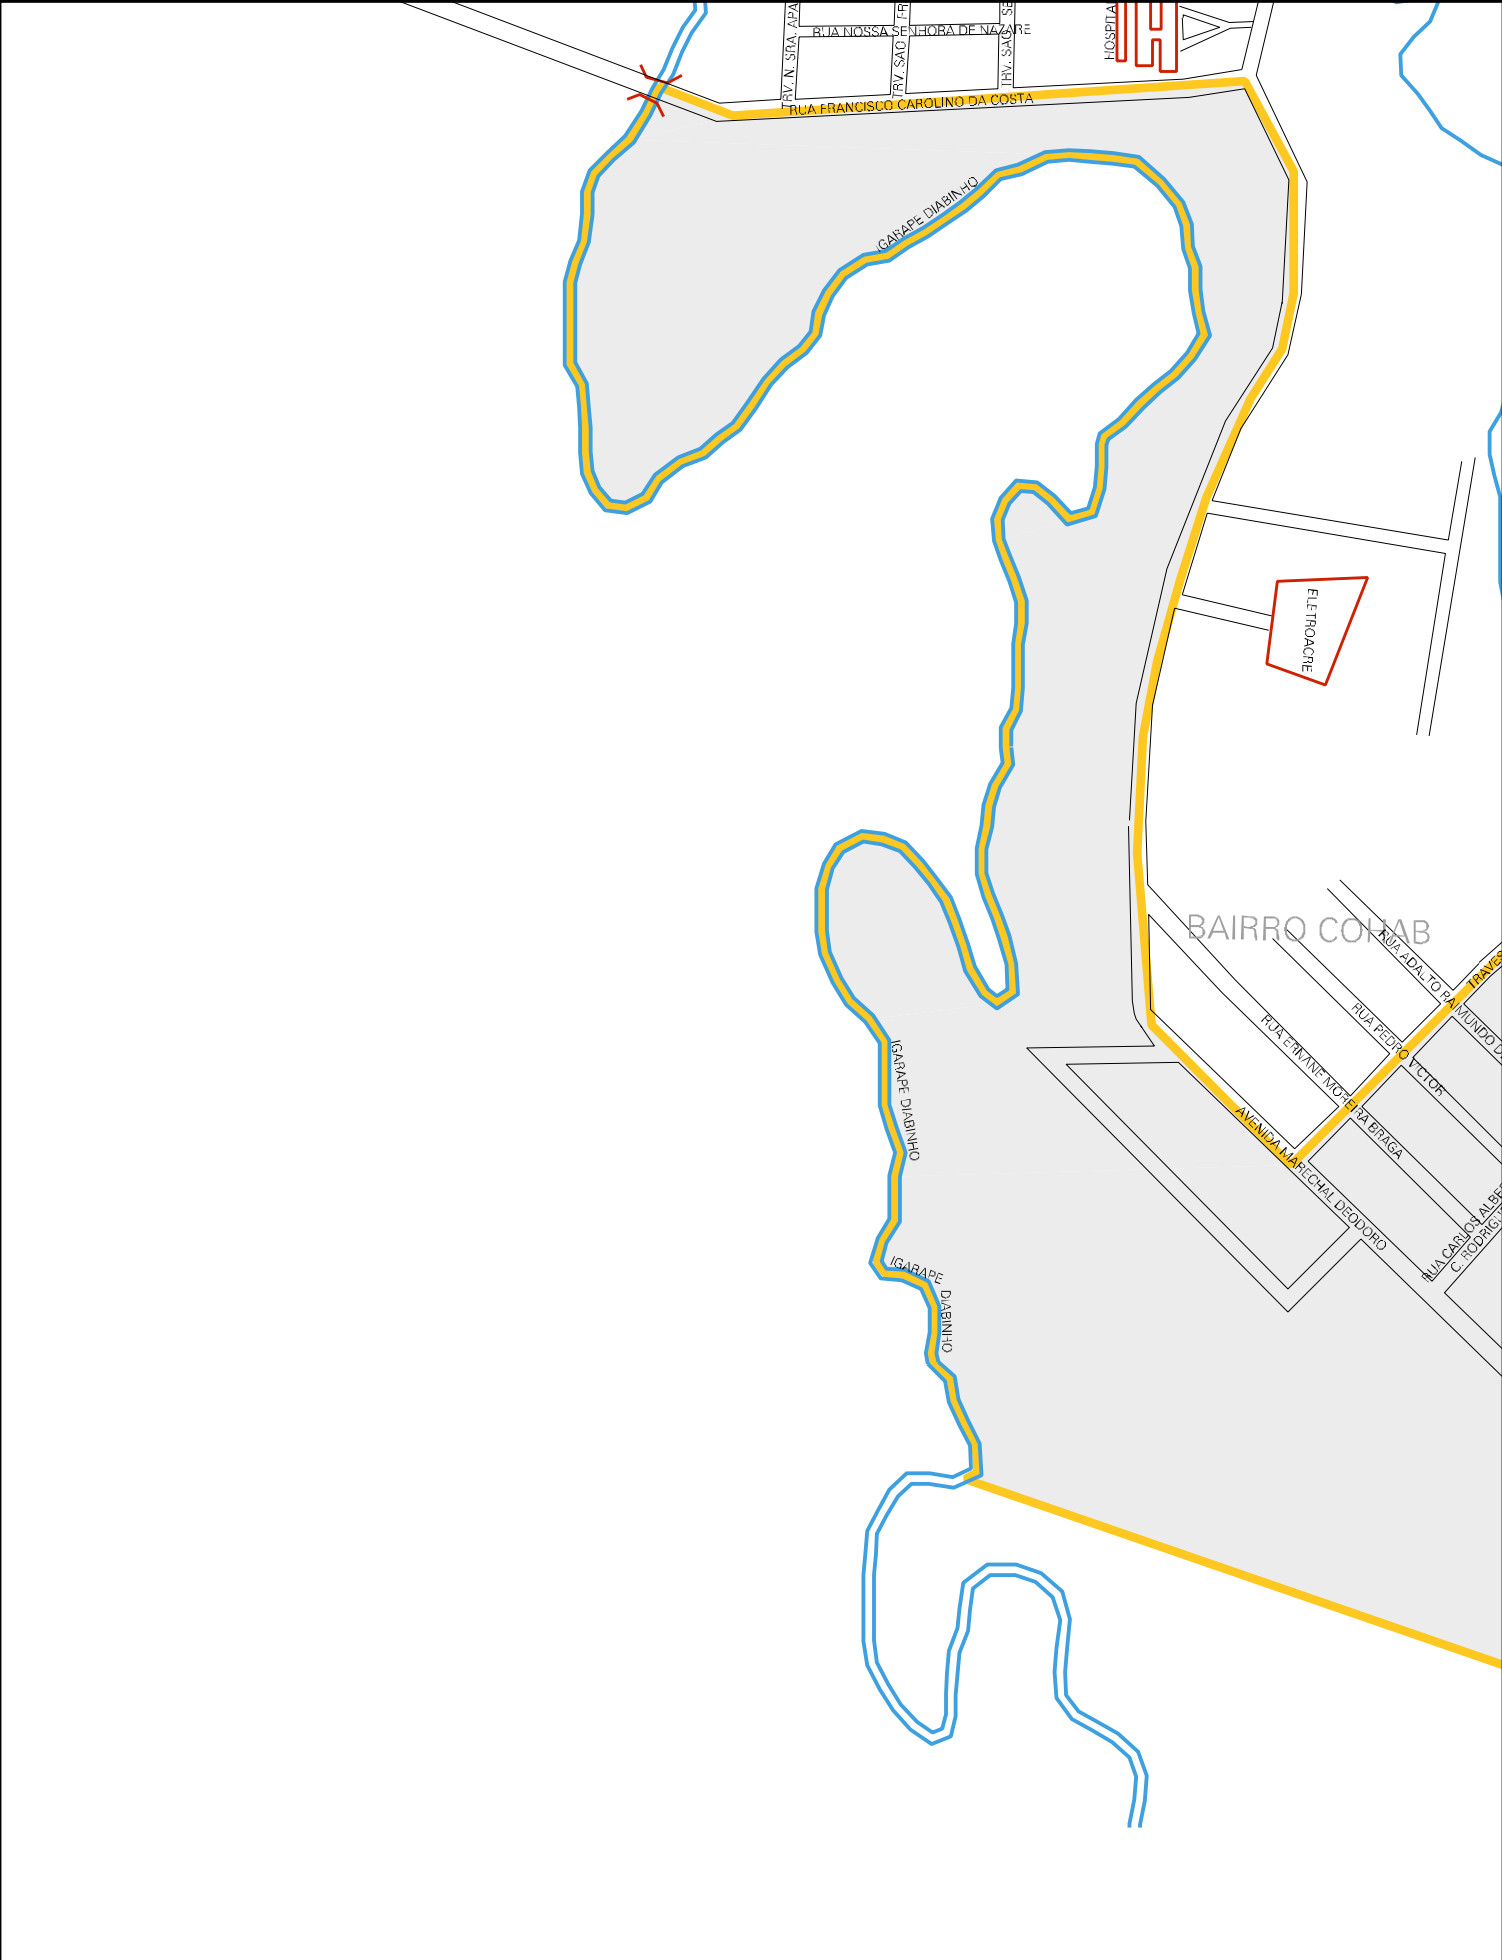 TRV. N. SRA. APA
TRV. SAO FR
TRV. SAO SE
HOSPITA
RUA NOSSA SENHORA DE NAZARE
RUA FRANCISCO CAROLINO DA COSTA
IGARAPE DIABINHO
ELETROACRE
BAIRRO COHAB
RUA ADALTO RAIMUNDO D
TRAVES
RUA PEDRO VICTOR
RUA ERNANE MOREIRA BRAGA
AVENIDA MARECHAL DEODORO
RUA CARLOS ALBE
C. RODRIGU
IGARAPE DIABINHO
IGARAPE
DIABINHO